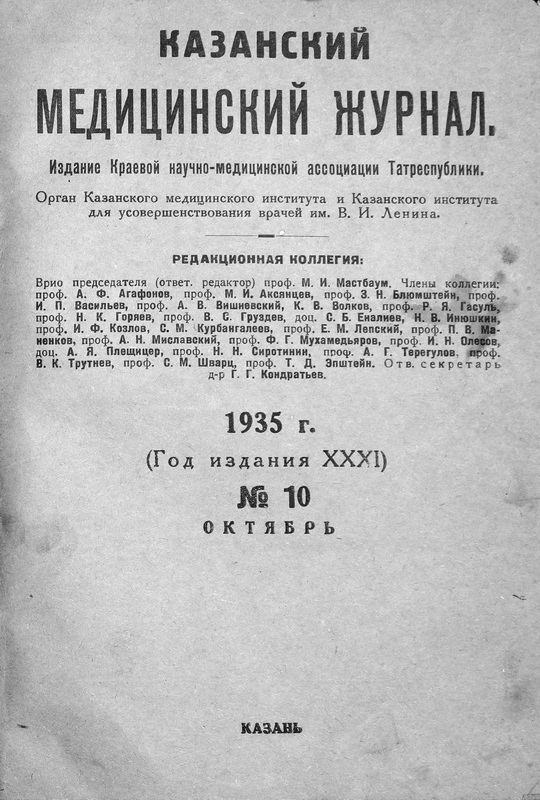 КАЗАНСКИЙ
МЕДИЦИНСКИЙ ЖУРНАЛ.
Издание Краевой научно-медицинской ассоциации Татреспублики.
Орган Казанского медицинского института и Казанского института
для усовершенствования врачей им. В. И. Ленина.
РЕДАКЦИОННАЯ КОЛЛЕГИЯ:
Врио председателя (ответ. редактор) проф. М. И. Мастбаум. Члены коллегии:
проф. А. Ф. Агафонов, проф. М. И. Аксянцев, проф. З. Н. Блюмштейн, проф.
И. П. Васильев, проф. А. В. Вишневский, К. В. Волков, проф. Р. Я. Гасуль,
проф. Н. К. Горяев, проф. В. С. Груздев, доц. С. Б. Еналиев, Н. В. Инюшкин,
проф. И. Ф. Козлов, С. М. Курбангалеев, проф. Е. М. Лепский, проф. П. В. Ма-
ненков, проф. А. Н. Миславский, проф. Ф. Г. Мухамедьяров, проф. И. Н. Олесов,
доц. А. Я. Плещицер, проф. Н. Н. Сиротинин, проф. А. Г. Терегулов, проф.
В. К. Трутнев, проф. С. М. Шварц, проф. Т. Д. Эпштейн. Отв. секретарь
д-р Г. Г. Кондратьев.
1935 г.
(Год издания XXXI)
№ 10
ОКТЯБРЬ
КАЗАНЬ